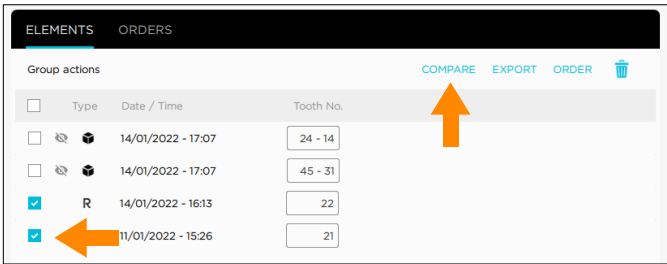 ELEMENTS ORDERS
Group actions COMPARE EXPORT ORDER
Type Date / Time Tooth No.
14/01/2022 - 17:07 24 - 14
14/01/2022 - 17:07 45 - 31
R 14/01/2022 - 16:13 22
11/01/2022 - 15:26 21